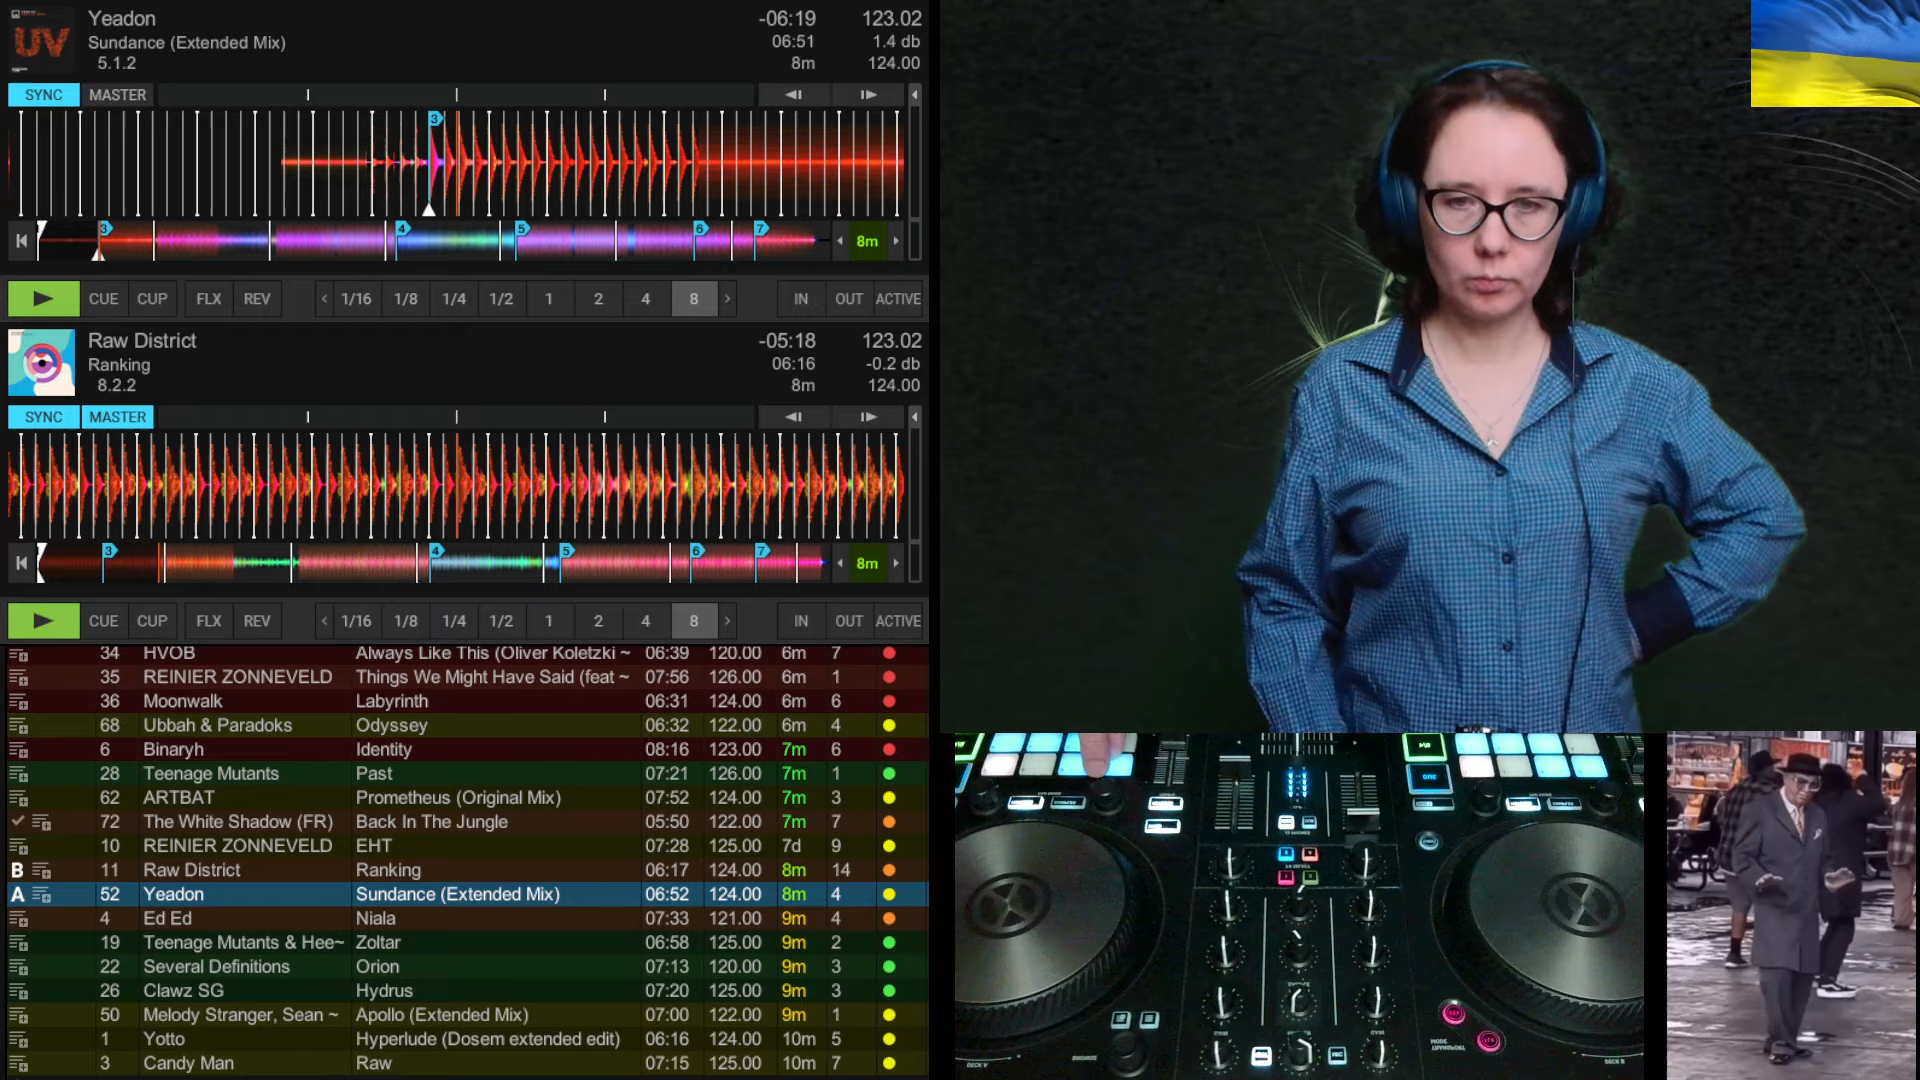 UV
Yeadon
Sundance (Extended Mix)
5.1.2
-06:19 123.02
06:51 1.4 db
8m 124.00
SYNC MASTER
3
3 4 5 6 7 8m
CUE CUP FLX REV 1/16 1/8 1/4 1/2 1 2 4 8 IN OUT ACTIVE
Raw District
Ranking
8.2.2
-05:18 123.02
06:16 -0.2 db
8m 124.00
SYNC MASTER
3 4 5 6 7 8m
CUE CUP FLX REV 1/16 1/8 1/4 1/2 1 2 4 8 IN OUT ACTIVE
34 HVOB Always Like This (Oliver Koletzki ~ 06:39 120.00 6m 7
35 REINIER ZONNEVELD Things We Might Have Said (feat ~ 07:56 126.00 6m 1
36 Moonwalk Labyrinth 06:31 124.00 6m 6
68 Ubbah & Paradoks Odyssey 06:32 122.00 6m 4
6 Binaryh Identity 08:16 123.00 7m 6
28 Teenage Mutants Past 07:21 126.00 7m 1
62 ARTBAT Prometheus (Original Mix) 07:52 124.00 7m 3
72 The White Shadow (FR) Back In The Jungle 05:50 122.00 7m 7
10 REINIER ZONNEVELD EHT 07:28 125.00 7d 9
B 11 Raw District Ranking 06:17 124.00 8m 14
A 52 Yeadon Sundance (Extended Mix) 06:52 124.00 8m 4
4 Ed Ed Niala 07:33 121.00 9m 4
19 Teenage Mutants & Hee~ Zoltar 06:58 125.00 9m 2
22 Several Definitions Orion 07:13 120.00 9m 3
26 Clawz SG Hydrus 07:20 125.00 9m 3
50 Melody Stranger, Sean ~ Apollo (Extended Mix) 07:00 122.00 9m 1
1 Yotto Hyperlude (Dosem extended edit) 06:16 124.00 10m 5
3 Candy Man Raw 07:15 125.00 10m 7